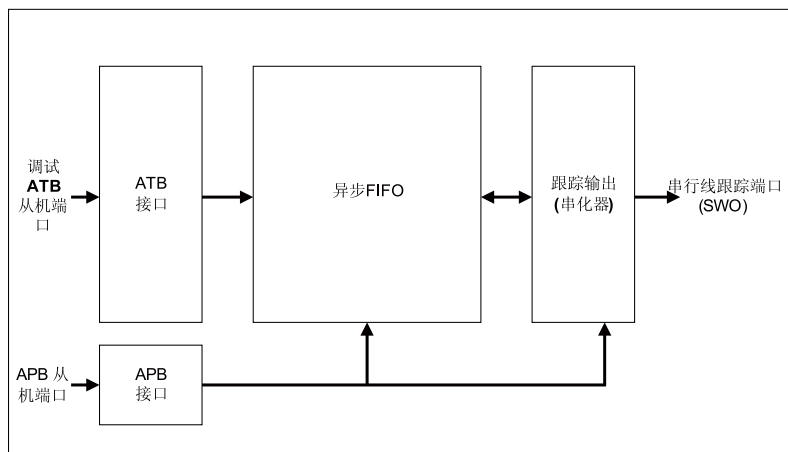 调试
ATB
从机端
口
ATB
接口
异步FIFO
跟踪输出
(串化器)
串行线跟踪端口
(SWO)
APB 从
机端口
APB
接口